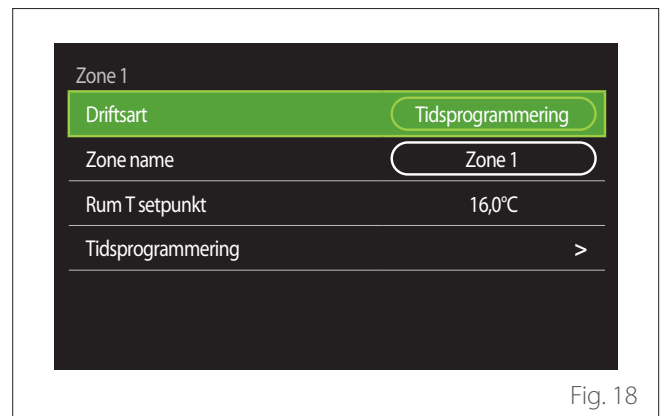 Zone 1
Driftsart Tidsprogrammering
Zone name Zone 1
Rum T setpunkt 16,0°C
Tidsprogrammering >
Fig. 18